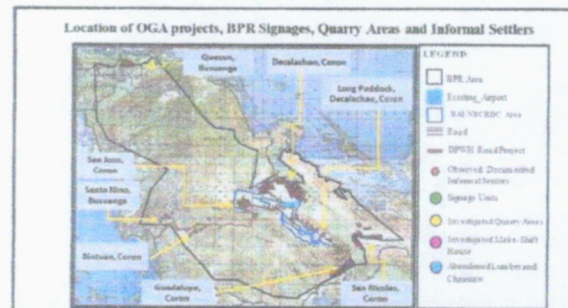 Location of OGA projects, BPR Signages, Quarry Areas and Informal Settlers
Quezon,
Busuanga
Decalachao, Coron
Long Paddock,
Decalachao, Coron
San Jose,
Coron
Santo Nino,
Busuanga
Bintuan, Coron
Guadalupe,
Coron
San Nicolas,
Coron
LEGEND
BPR Area
Existing Airport
Area
Road
DPWH Road Project
Observed Documented
Informal Settlers
Signage Units
Investigated Quarry Areas
Investigated Make-Shift
House
Abandoned Lumber and
Chainsaw